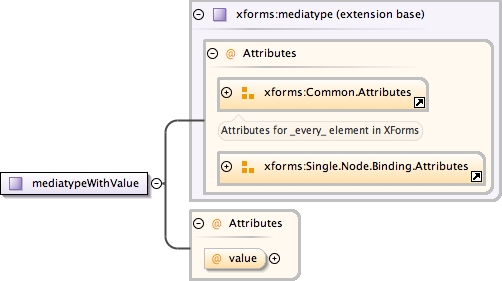 xforms:mediatype (extension base)
@ Attributes
xforms:Common.Attributes
Attributes for _every_ element in XForms
xforms:Single.Node.Binding.Attributes
mediatypeWithValue
@ Attributes
@ value